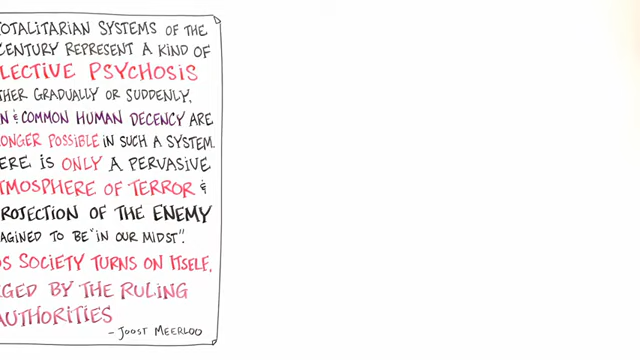 OTALITARIAN SYSTEMS OF THE
CENTURY REPRESENT A KIND OF
LECTIVE PSYCHOSIS
THER GRADUALLY OR SUDDENLY,
N & COMMON HUMAN DECENCY ARE
ONGER POSSIBLE IN SUCH A SYSTEM.
ERE IS ONLY A PERVASIVE
TMOSPHERE OF TERROR &
ROJECTION OF THE ENEMY
AGINED TO BE "IN OUR MIDST".
S SOCIETY TURNS ON ITSELF,
GED BY THE RULING
AUTHORITIES
- JOOST MEERLOO